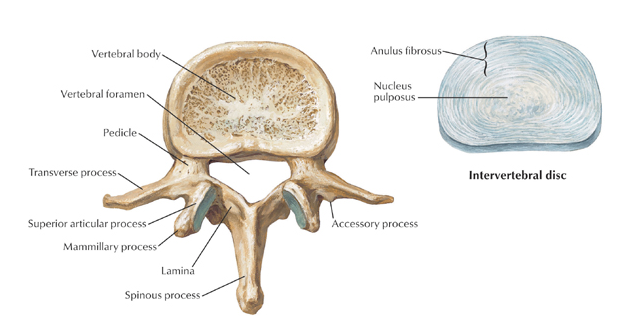 Vertebral body
Vertebral foramen
Pedicle
Transverse process
Superior articular process
Mammillary process
Lamina
Spinous process
Accessory process
Anulus fibrosus
Nucleus
pulposus
Intervertebral disc